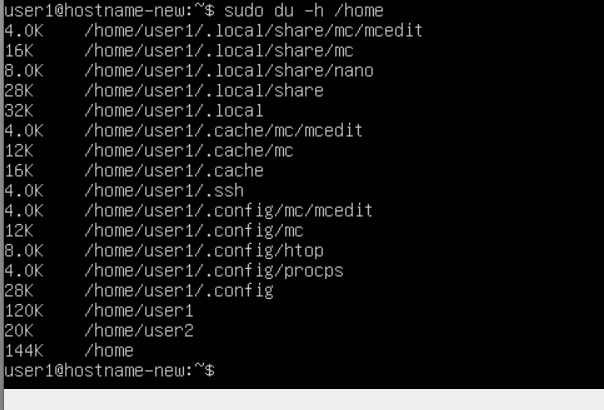 user1@hostname-new:~$ sudo du -h /home
4.0K /home/user1/.local/share/mc/mcedit
16K /home/user1/.local/share/mc
8.0K /home/user1/.local/share/nano
28K /home/user1/.local/share
32K /home/user1/.local
4.0K /home/user1/.cache/mc/mcedit
12K /home/user1/.cache/mc
16K /home/user1/.cache
4.0K /home/user1/.ssh
4.0K /home/user1/.config/mc/mcedit
12K /home/user1/.config/mc
8.0K /home/user1/.config/htop
4.0K /home/user1/.config/procps
28K /home/user1/.config
120K /home/user1
20K /home/user2
144K /home
user1@hostname-new:~$